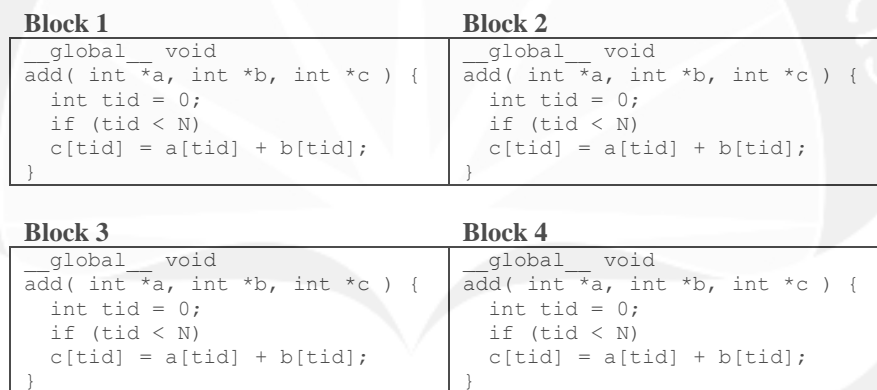 Block 1
__global__ void
add( int *a, int *b, int *c ) {
int tid = 0;
if (tid < N)
c[tid] = a[tid] + b[tid];
}
Block 2
__global__ void
add( int *a, int *b, int *c ) {
int tid = 0;
if (tid < N)
c[tid] = a[tid] + b[tid];
}
Block 3
__global__ void
add( int *a, int *b, int *c ) {
int tid = 0;
if (tid < N)
c[tid] = a[tid] + b[tid];
}
Block 4
__global__ void
add( int *a, int *b, int *c ) {
int tid = 0;
if (tid < N)
c[tid] = a[tid] + b[tid];
}